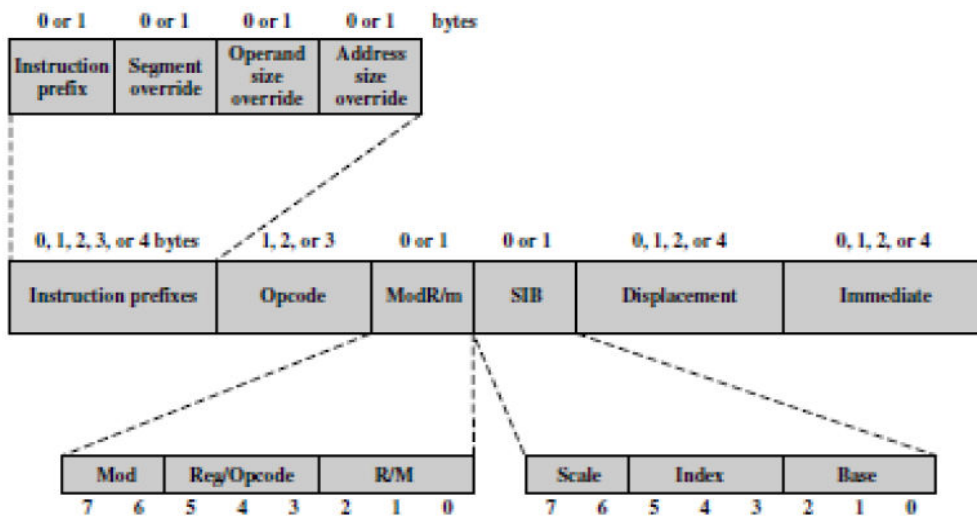 0 or 1 0 or 1 0 or 1 0 or 1 bytes
Instruction prefix
Segment override
Operand size override
Address size override
0, 1, 2, 3, or 4 bytes 1, 2, or 3 0 or 1 0 or 1 0, 1, 2, or 4 0, 1, 2, or 4
Instruction prefixes Opcode ModR/m SIB Displacement Immediate
Mod Reg/Opcode R/M Scale Index Base
7 6 5 4 3 2 1 0 7 6 5 4 3 2 1 0